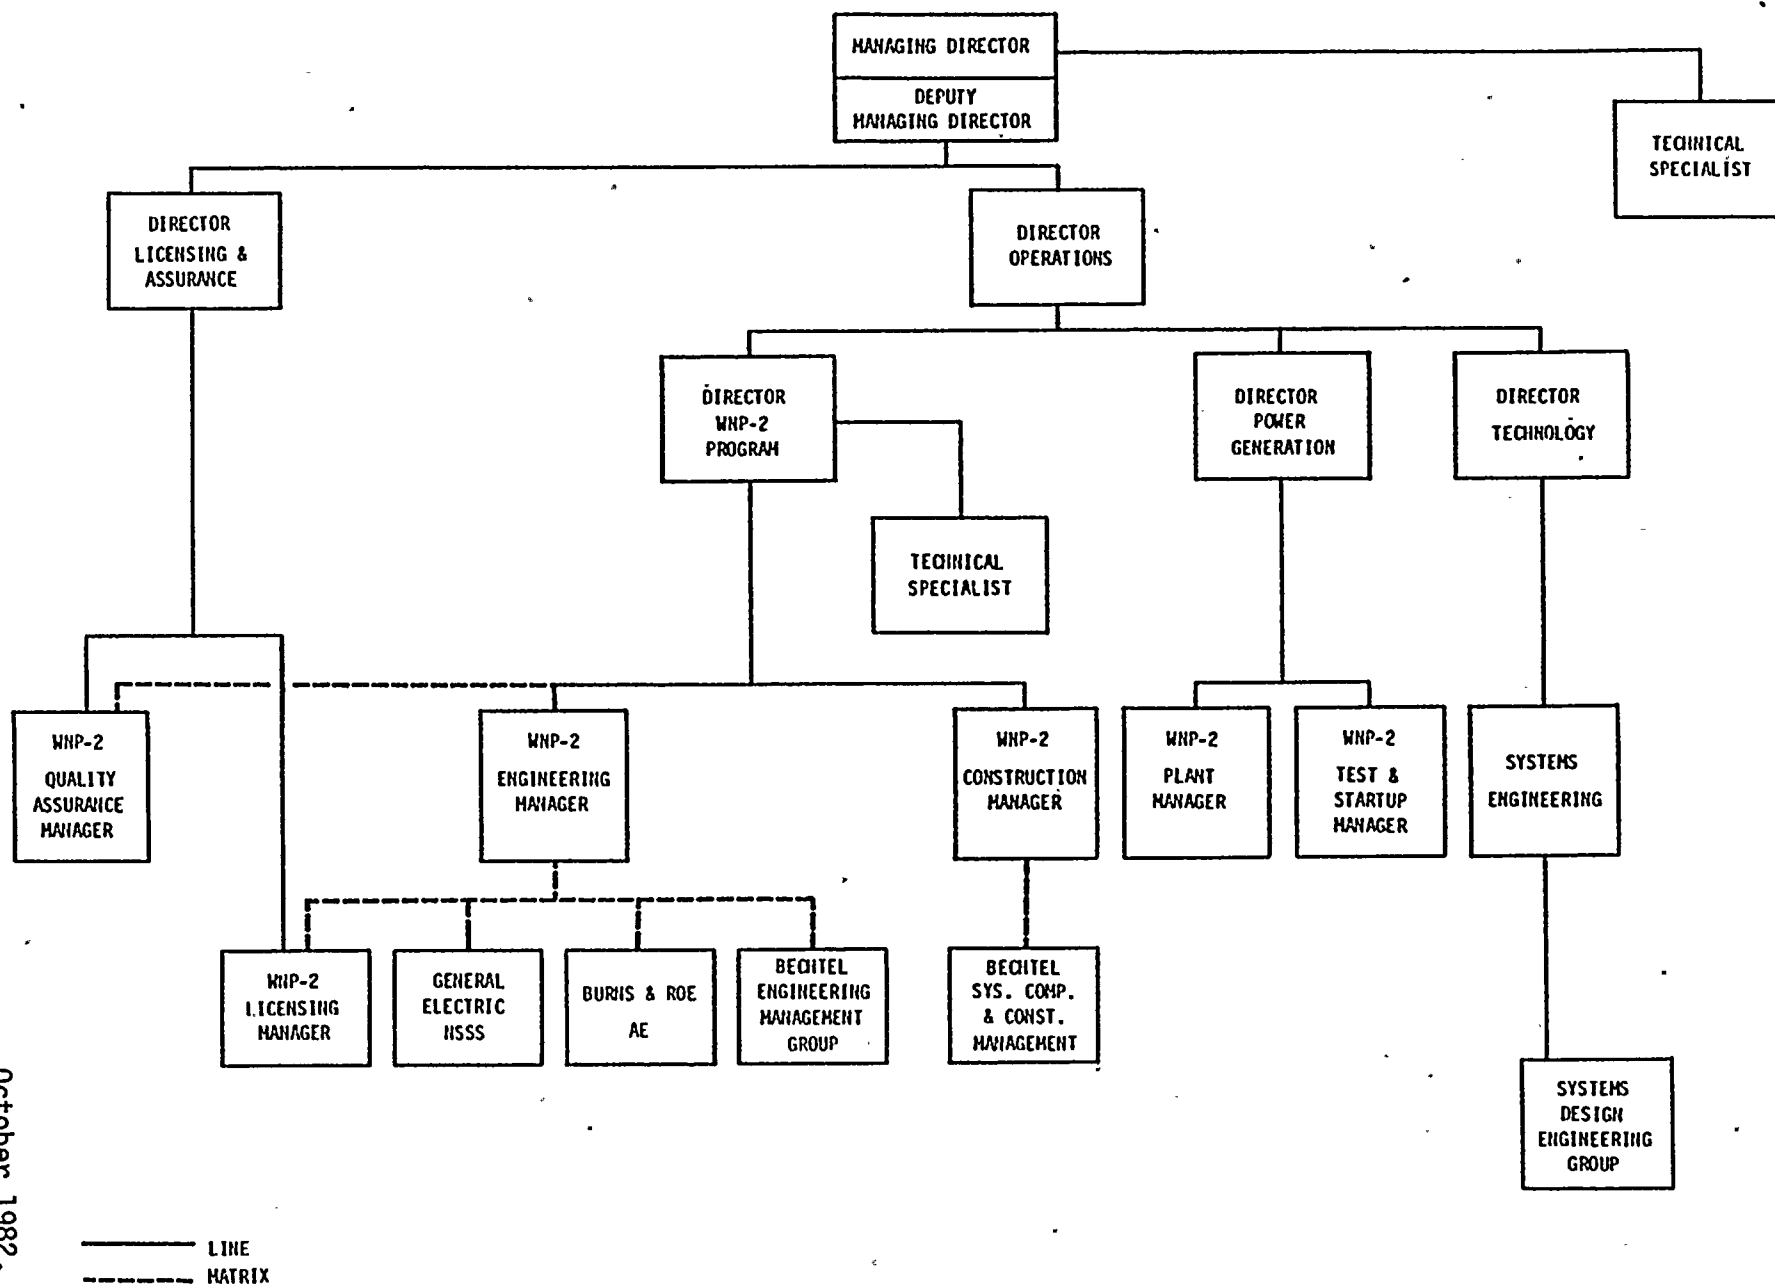 MANAGING DIRECTOR
DEPUTY
MANAGING DIRECTOR
TECHNICAL
SPECIALIST
DIRECTOR
LICENSING &
ASSURANCE
DIRECTOR
OPERATIONS
DIRECTOR
WNP-2
PROGRAM
DIRECTOR
POWER
GENERATION
DIRECTOR
TECHNOLOGY
TECHNICAL
SPECIALIST
WNP-2
QUALITY
ASSURANCE
MANAGER
WNP-2
ENGINEERING
MANAGER
WNP-2
CONSTRUCTION
MANAGER
WNP-2
PLANT
MANAGER
WNP-2
TEST &
STARTUP
MANAGER
SYSTEMS
ENGINEERING
WNP-2
LICENSING
MANAGER
GENERAL
ELECTRIC
NSSS
BURNS & ROE
AE
BECHTEL
ENGINEERING
MANAGEMENT
GROUP
BECHTEL
SYS. COMP.
& CONST.
MANAGEMENT
SYSTEMS
DESIGN
ENGINEERING
GROUP
LINE
MATRIX
October 1982